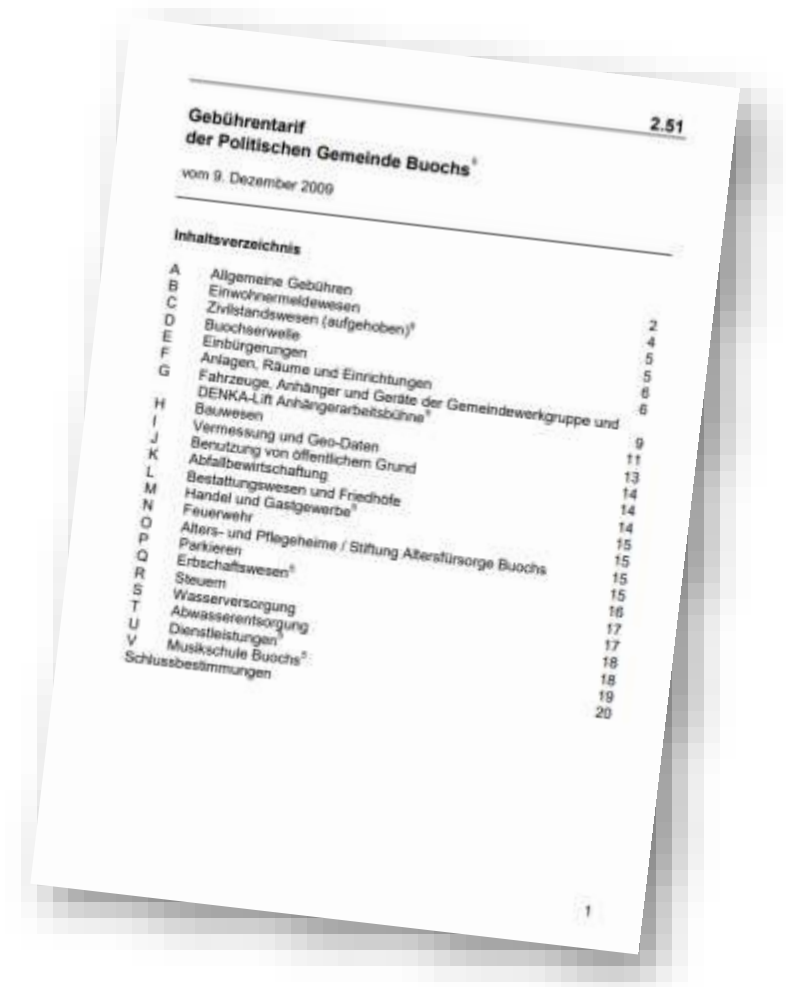 2.51
Gebührentarif
der Politischen Gemeinde Buochs
vom 9. Dezember 2009
Inhaltsverzeichnis
A Allgemeine Gebühren 2
B Einwohnermeldewesen 4
C Zivilstandswesen (aufgehoben) 5
D Buochserwelle 5
E Einbürgerungen 6
F Anlagen, Räume und Einrichtungen 6
G Fahrzeuge, Anhänger und Geräte der Gemeindewerkgruppe und
DENKA-Lift Anhängerarbeitsbühne 9
H Bauwesen 11
I Vermessung und Geo-Daten 13
J Benutzung von öffentlichem Grund 14
K Abfallbewirtschaftung 14
L Bestattungswesen und Friedhöfe 14
M Handel und Gastgewerbe 15
N Feuerwehr 15
O Alters- und Pflegeheime / Stiftung Altersfürsorge Buochs 15
P Parkieren 15
Q Erbschaftswesen 16
R Steuern 17
S Wasserversorgung 17
T Abwasserentsorgung 18
U Dienstleistungen 18
V Musikschule Buochs 19
Schlussbestimmungen 20
1